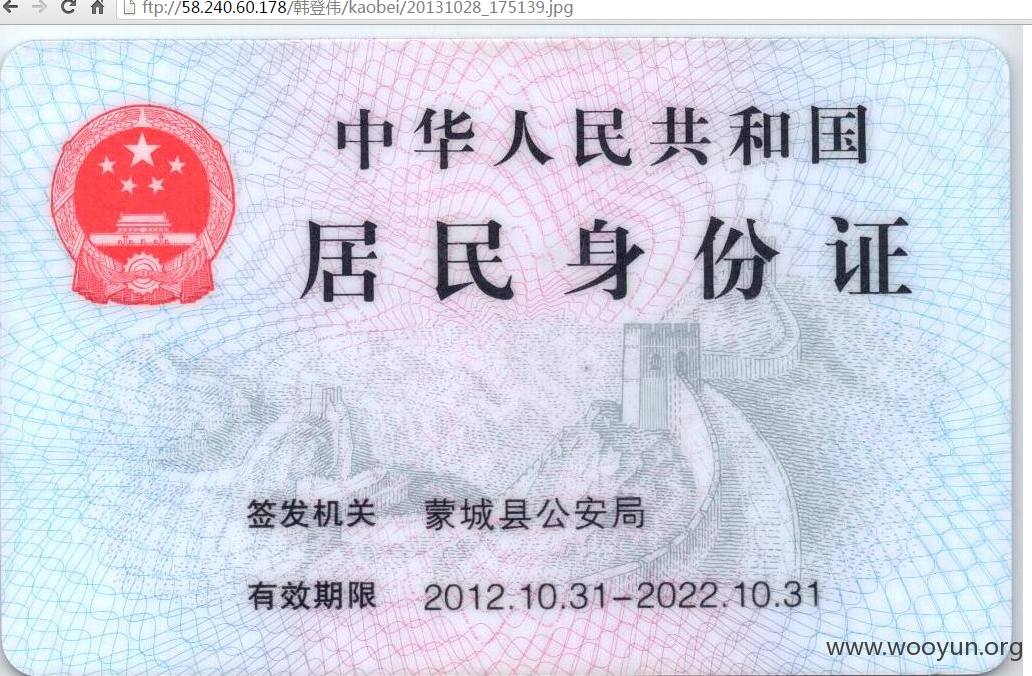 ftp://58.240.60.178/韩登伟/kaobei/20131028_175139.jpg
中华人民共和国
居民身份证
签发机关 蒙城县公安局
有效期限 2012.10.31-2022.10.31
www.wooyun.org